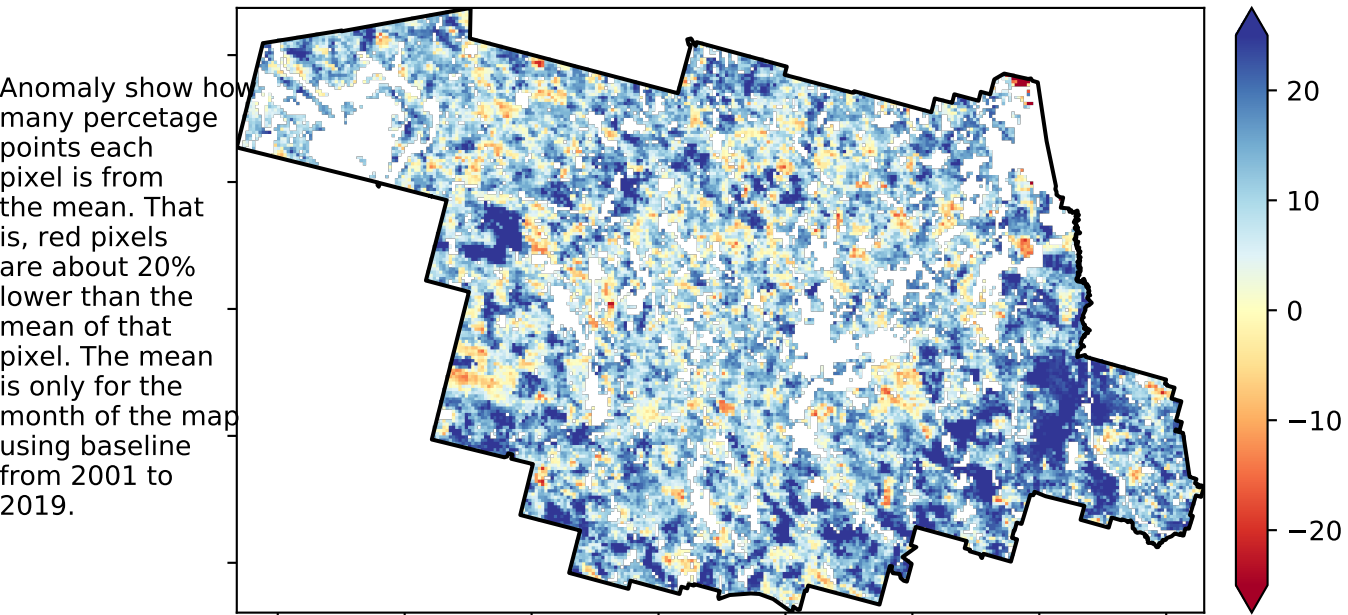 Anomaly show how
many percetage
points each
pixel is from
the mean. That
is, red pixels
are about 20%
lower than the
mean of that
pixel. The mean
is only for the
month of the map
using baseline
from 2001 to
2019.
20
10
0
−10
−20